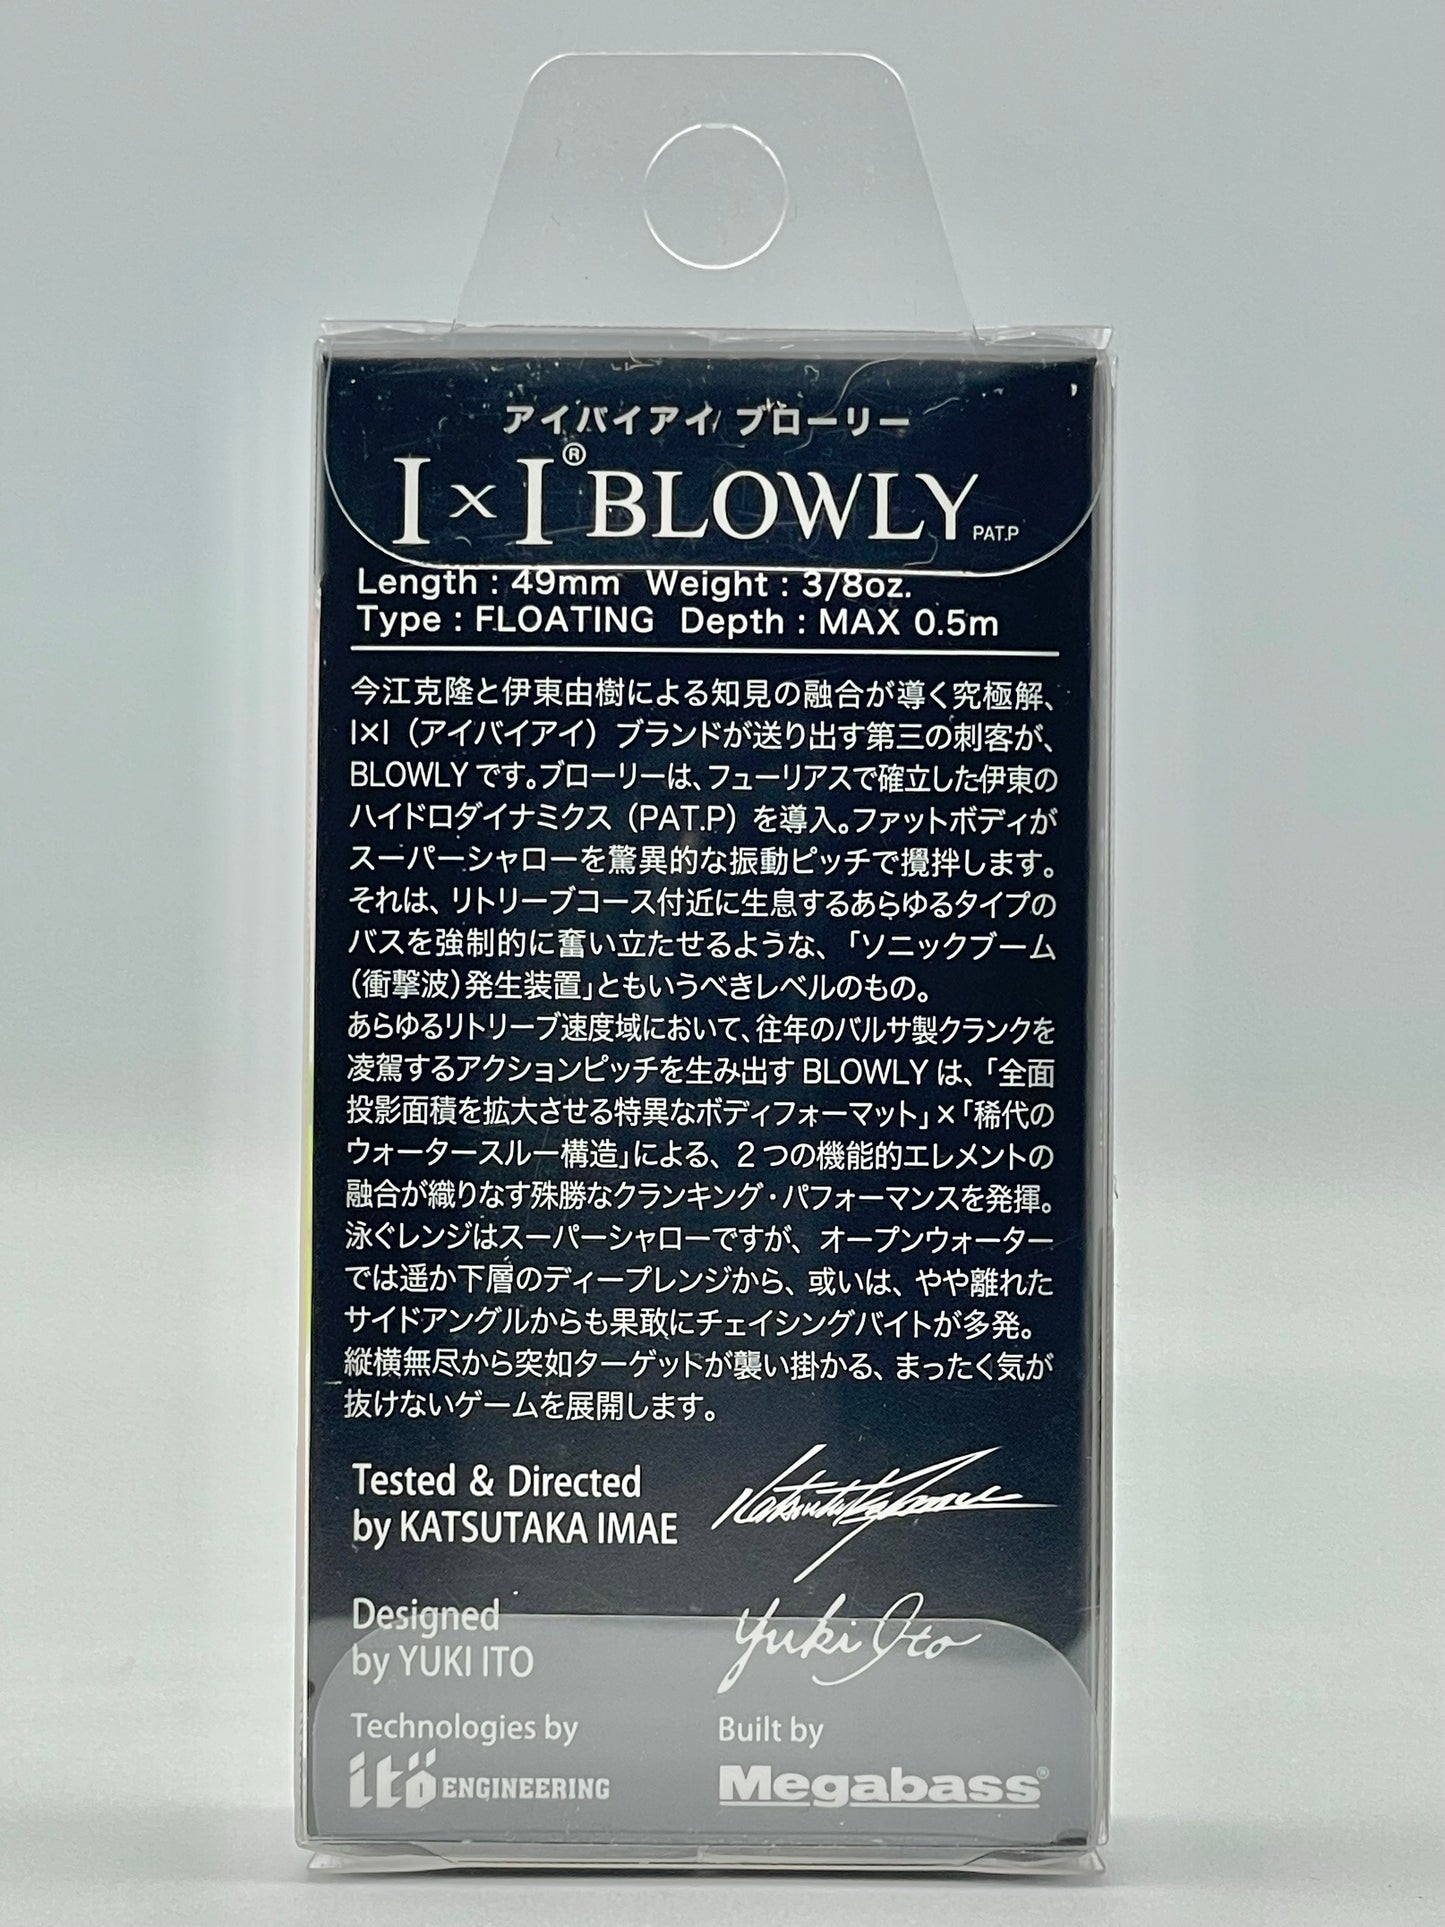 アイバイアイ ブローリー
I×I® BLOWLY PAT.P
Length : 49mm Weight : 3/8oz.
Type : FLOATING Depth : MAX 0.5m
今江克隆と伊東由樹による知見の融合が導く究極解、
I×I（アイバイアイ）ブランドが送り出す第三の刺客が、
BLOWLYです。ブローリーは、フューリアスで確立した伊東の
ハイドロダイナミクス（PAT.P）を導入。ファットボディが
スーパーシャローを驚異的な振動ピッチで攪拌します。
それは、リトリーブコース付近に生息するあらゆるタイプの
バスを強制的に奮い立たせるような、「ソニックブーム
（衝撃波）発生装置」ともいうべきレベルのもの。
あらゆるリトリーブ速度域において、往年のバルサ製クランクを
凌駕するアクションピッチを生み出すBLOWLYは、「全面
投影面積を拡大させる特異なボディフォーマット」×「稀代の
ウォータースルー構造」による、2つの機能的エレメントの
融合が織りなす殊勝なクランキング・パフォーマンスを発揮。
泳ぐレンジはスーパーシャローですが、オープンウォーター
では遥か下層のディープレンジから、或いは、やや離れた
サイドアングルからも果敢にチェイシングバイトが多発。
縦横無尽から突如ターゲットが襲い掛かる、まったく気が
抜けないゲームを展開します。
Tested & Directed
by KATSUTAKA IMAE
Katsutaka Imae
Designed
by YUKI ITO
Yuki Ito
Technologies by
itö ENGINEERING
Built by
Megabass®